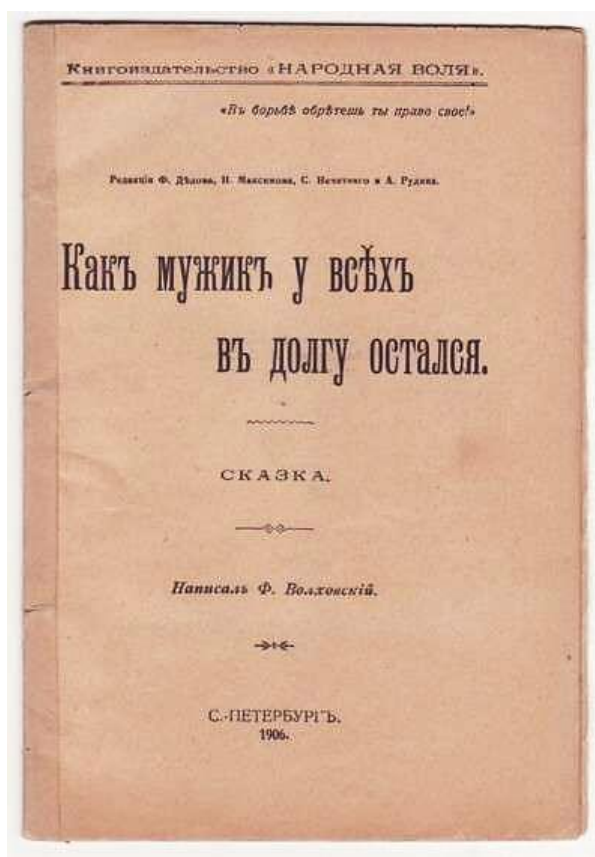 Книгоиздательство «НАРОДНАЯ ВОЛЯ».
«Въ борьбѣ обрѣтешь ты право свое!»
Редакція Ф. Дѣдова, Н. Максимова, С. Нечетнаго и А. Рудина.
Какъ мужикъ у всѣхъ
въ долгу остался.
СКАЗКА.
Написалъ Ф. Волховскій.
С.-ПЕТЕРБУРГЪ.
1906.